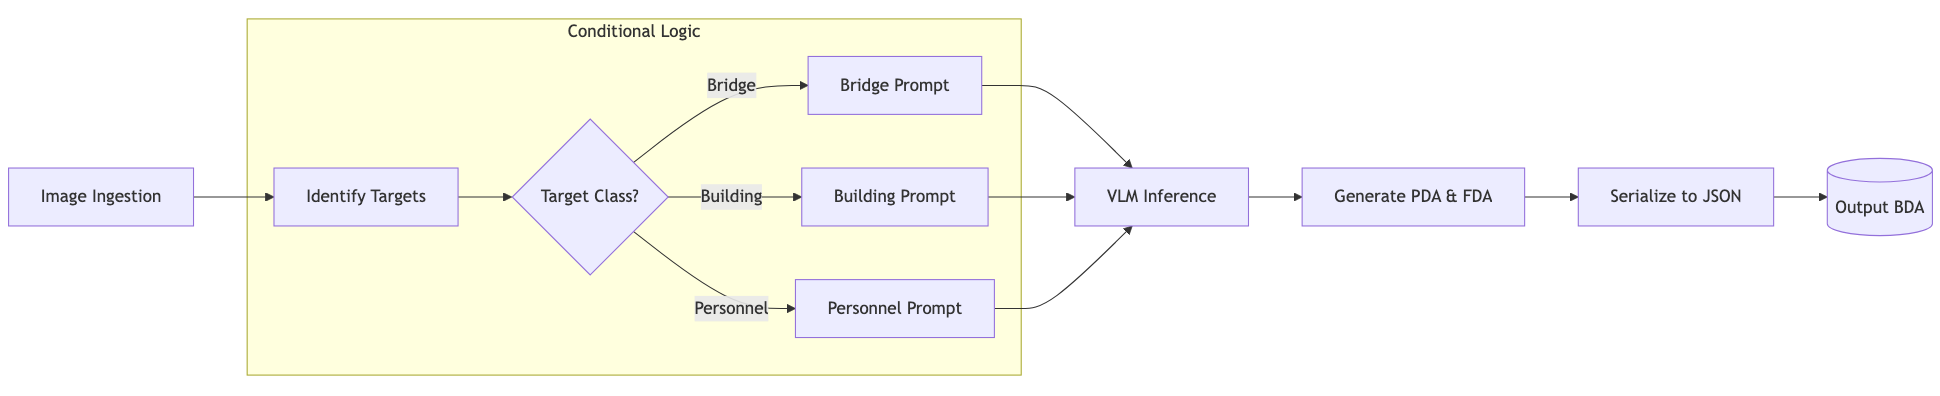 Conditional Logic
Image Ingestion
Identify Targets
Target Class?
Bridge
Building
Personnel
Bridge Prompt
Building Prompt
Personnel Prompt
VLM Inference
Generate PDA & FDA
Serialize to JSON
Output BDA